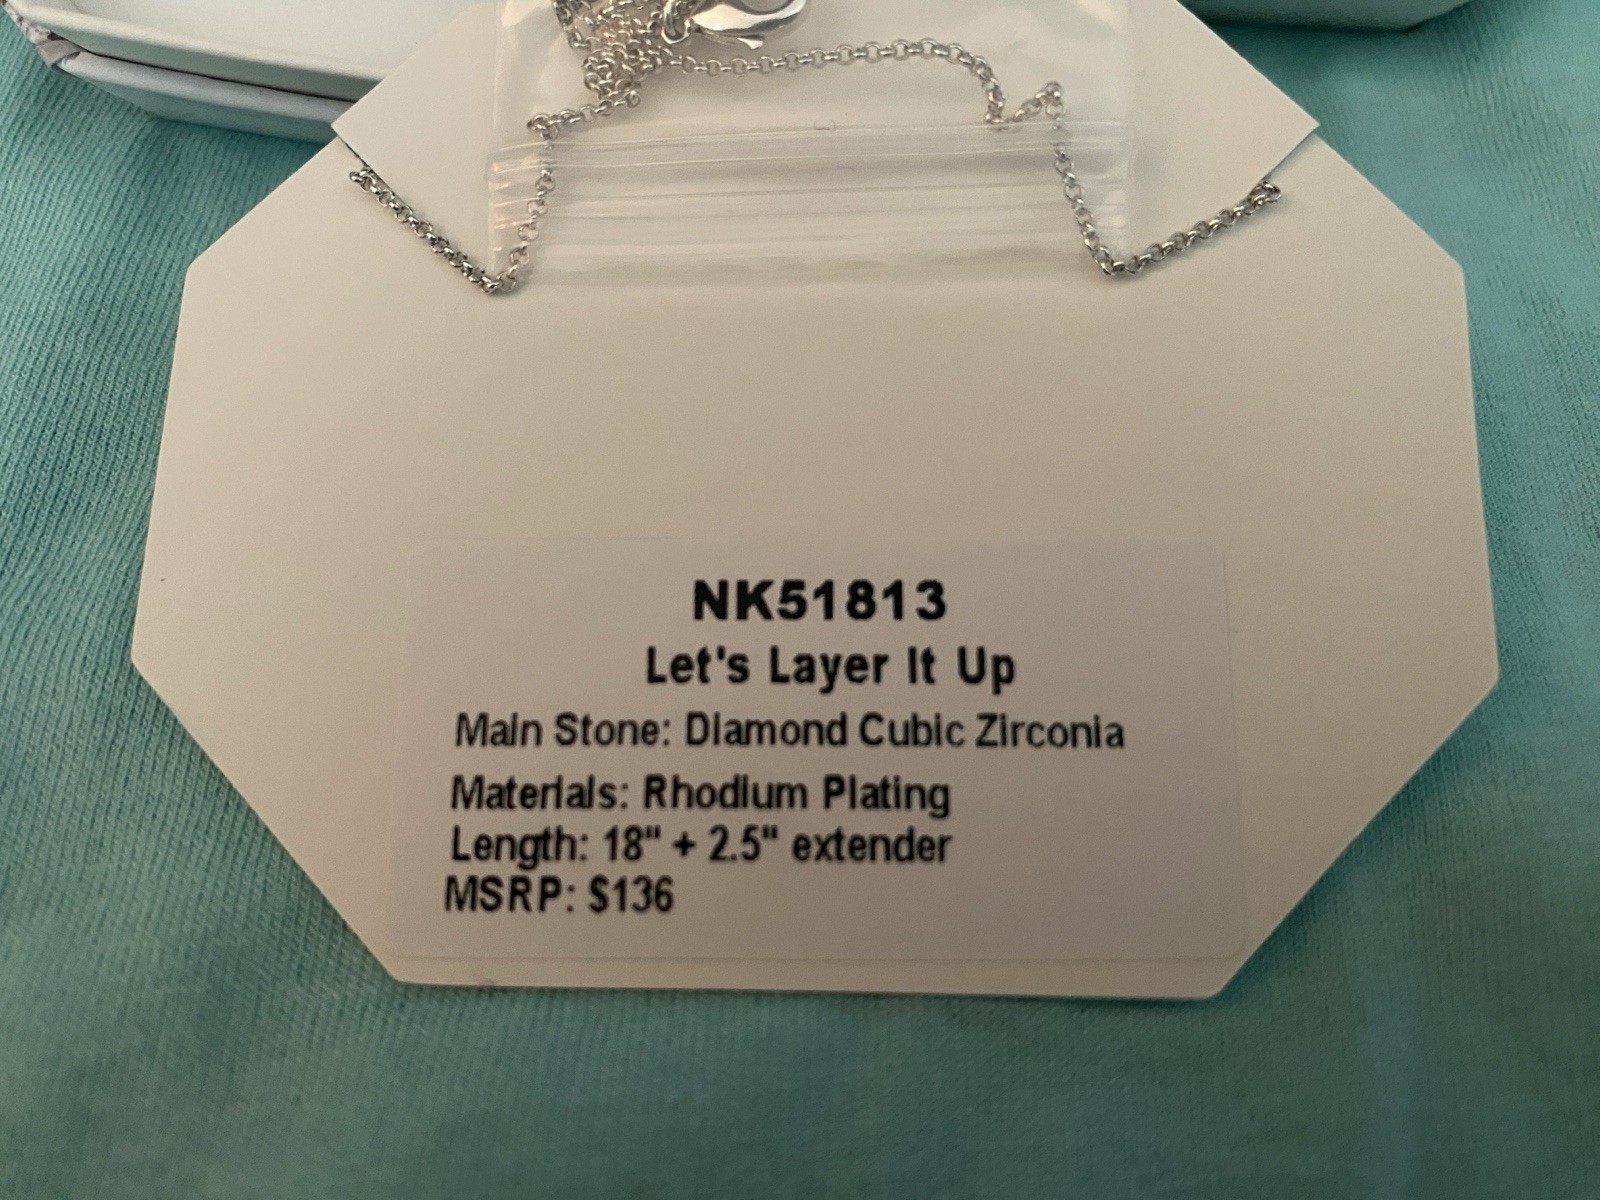 NK51813
Let's Layer It Up
Main Stone: Diamond Cubic Zirconia
Materials: Rhodium Plating
Length: 18" + 2.5" extender
MSRP: $136